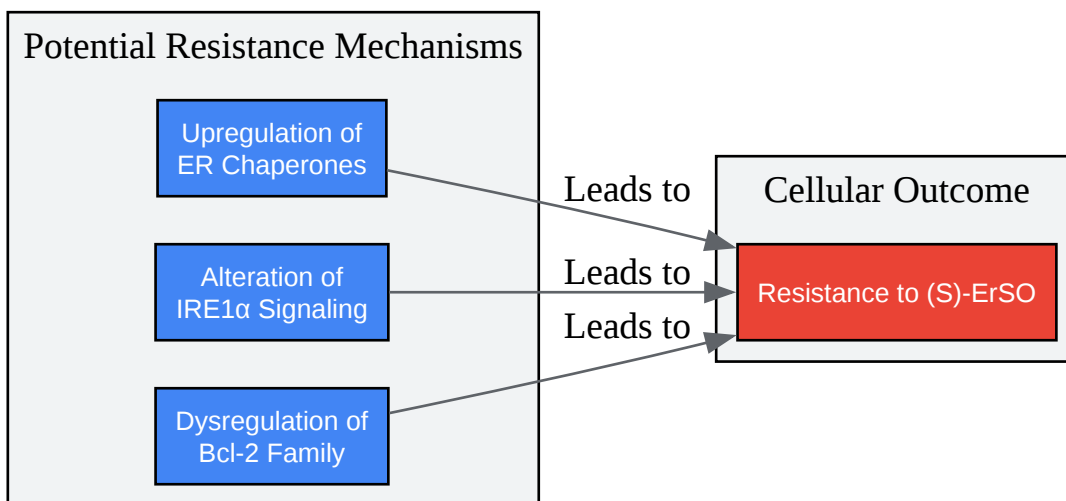 Potential Resistance Mechanisms
Upregulation of
ER Chaperones
Alteration of
IRE1α Signaling
Dysregulation of
Bcl-2 Family
Leads to
Leads to
Leads to
Cellular Outcome
Resistance to (S)-ErSO